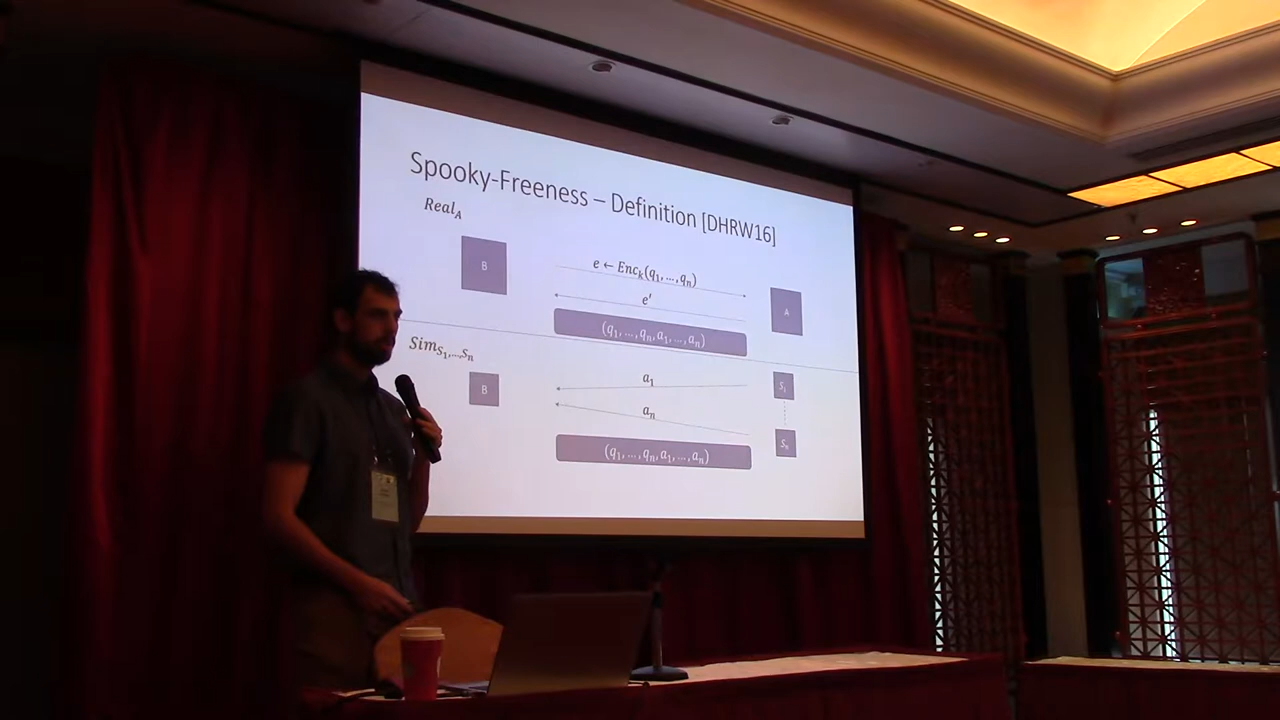 Spooky-Freeness – Definition [DHRW16]
Real_A
B
e ← Enc_k(q_1, …, q_n)
e'
A
(q_1, …, q_n, a_1, …, a_n)
Sim_{S_1,…,S_n}
B
a_1
S_1
a_n
S_n
(q_1, …, q_n, a_1, …, a_n)